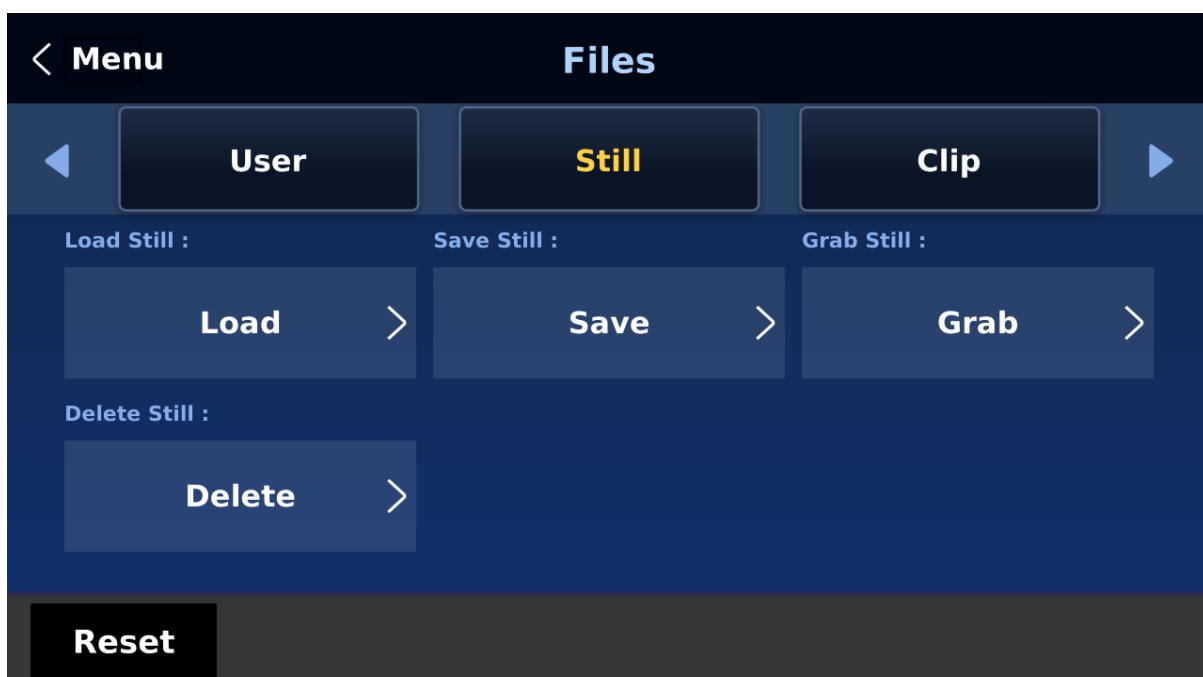 Menu
Files
User
Still
Clip
Load Still :
Save Still :
Grab Still :
Load
Save
Grab
Delete Still :
Delete
Reset